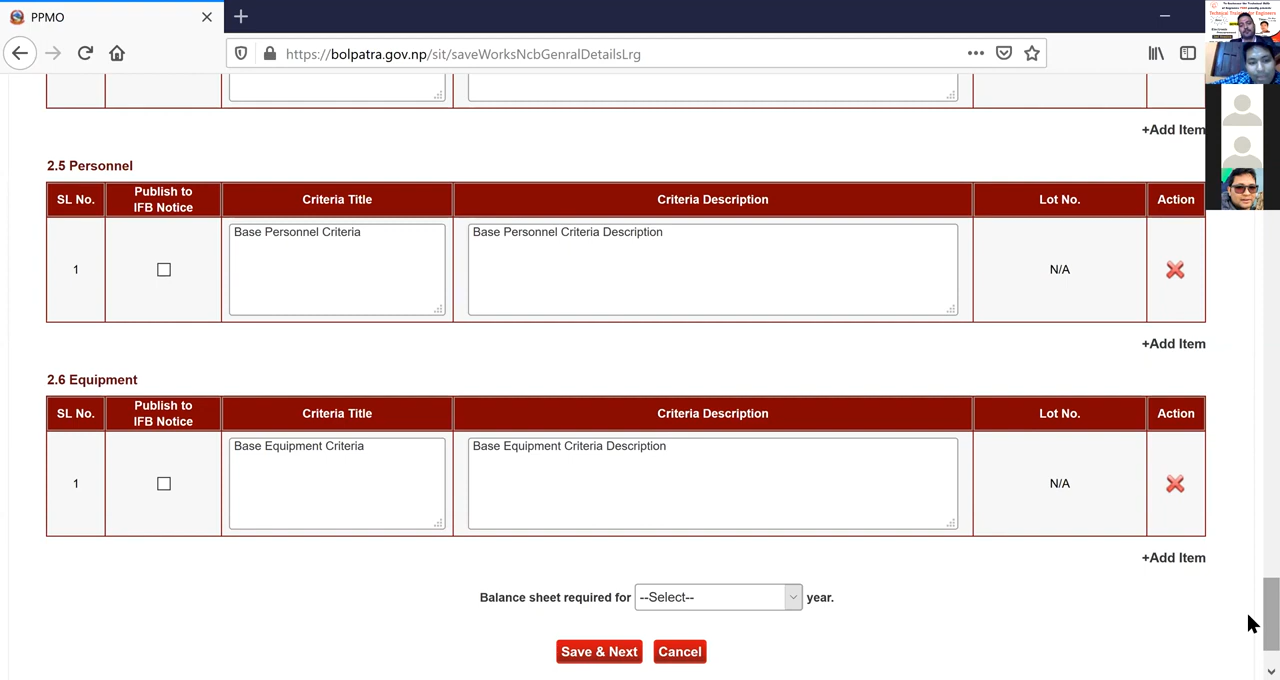 PPMO
https://bolpatra.gov.np/sit/saveWorksNcbGenralDetailsLrg
+Add Item
2.5 Personnel
SL No.
Publish to
IFB Notice
Criteria Title
Criteria Description
Lot No.
Action
1
Base Personnel Criteria
Base Personnel Criteria Description
N/A
+Add Item
2.6 Equipment
SL No.
Publish to
IFB Notice
Criteria Title
Criteria Description
Lot No.
Action
1
Base Equipment Criteria
Base Equipment Criteria Description
N/A
+Add Item
Balance sheet required for --Select-- year.
Save & Next Cancel